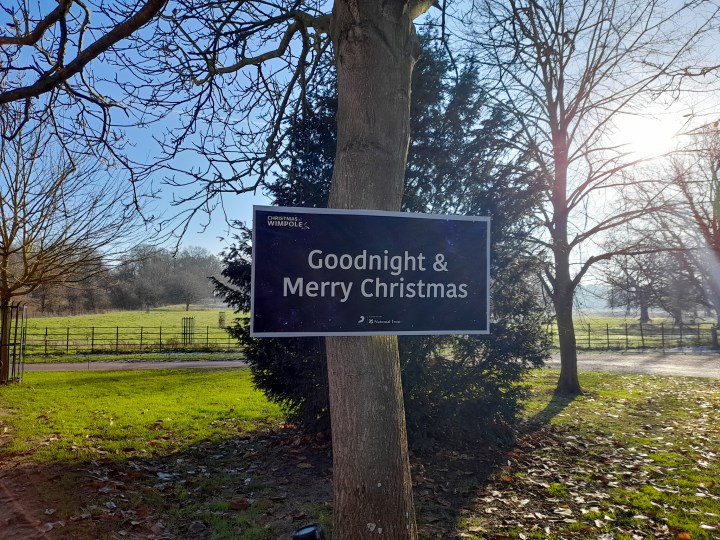 CHRISTMAS AT
WIMPOLE
Goodnight &
Merry Christmas
National Trust